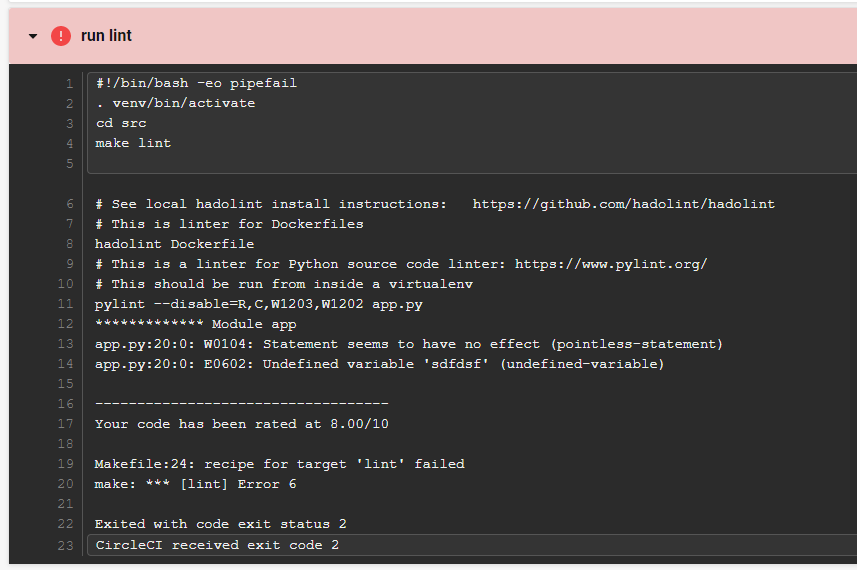 run lint
1 #!/bin/bash -eo pipefail
2 . venv/bin/activate
3 cd src
4 make lint
5
6 # See local hadolint install instructions:   https://github.com/hadolint/hadolint
7 # This is linter for Dockerfiles
8 hadolint Dockerfile
9 # This is a linter for Python source code linter: https://www.pylint.org/
10 # This should be run from inside a virtualenv
11 pylint --disable=R,C,W1203,W1202 app.py
12 ************* Module app
13 app.py:20:0: W0104: Statement seems to have no effect (pointless-statement)
14 app.py:20:0: E0602: Undefined variable 'sdfdsf' (undefined-variable)
15
16 -----------------------------------
17 Your code has been rated at 8.00/10
18
19 Makefile:24: recipe for target 'lint' failed
20 make: *** [lint] Error 6
21
22 Exited with code exit status 2
23 CircleCI received exit code 2